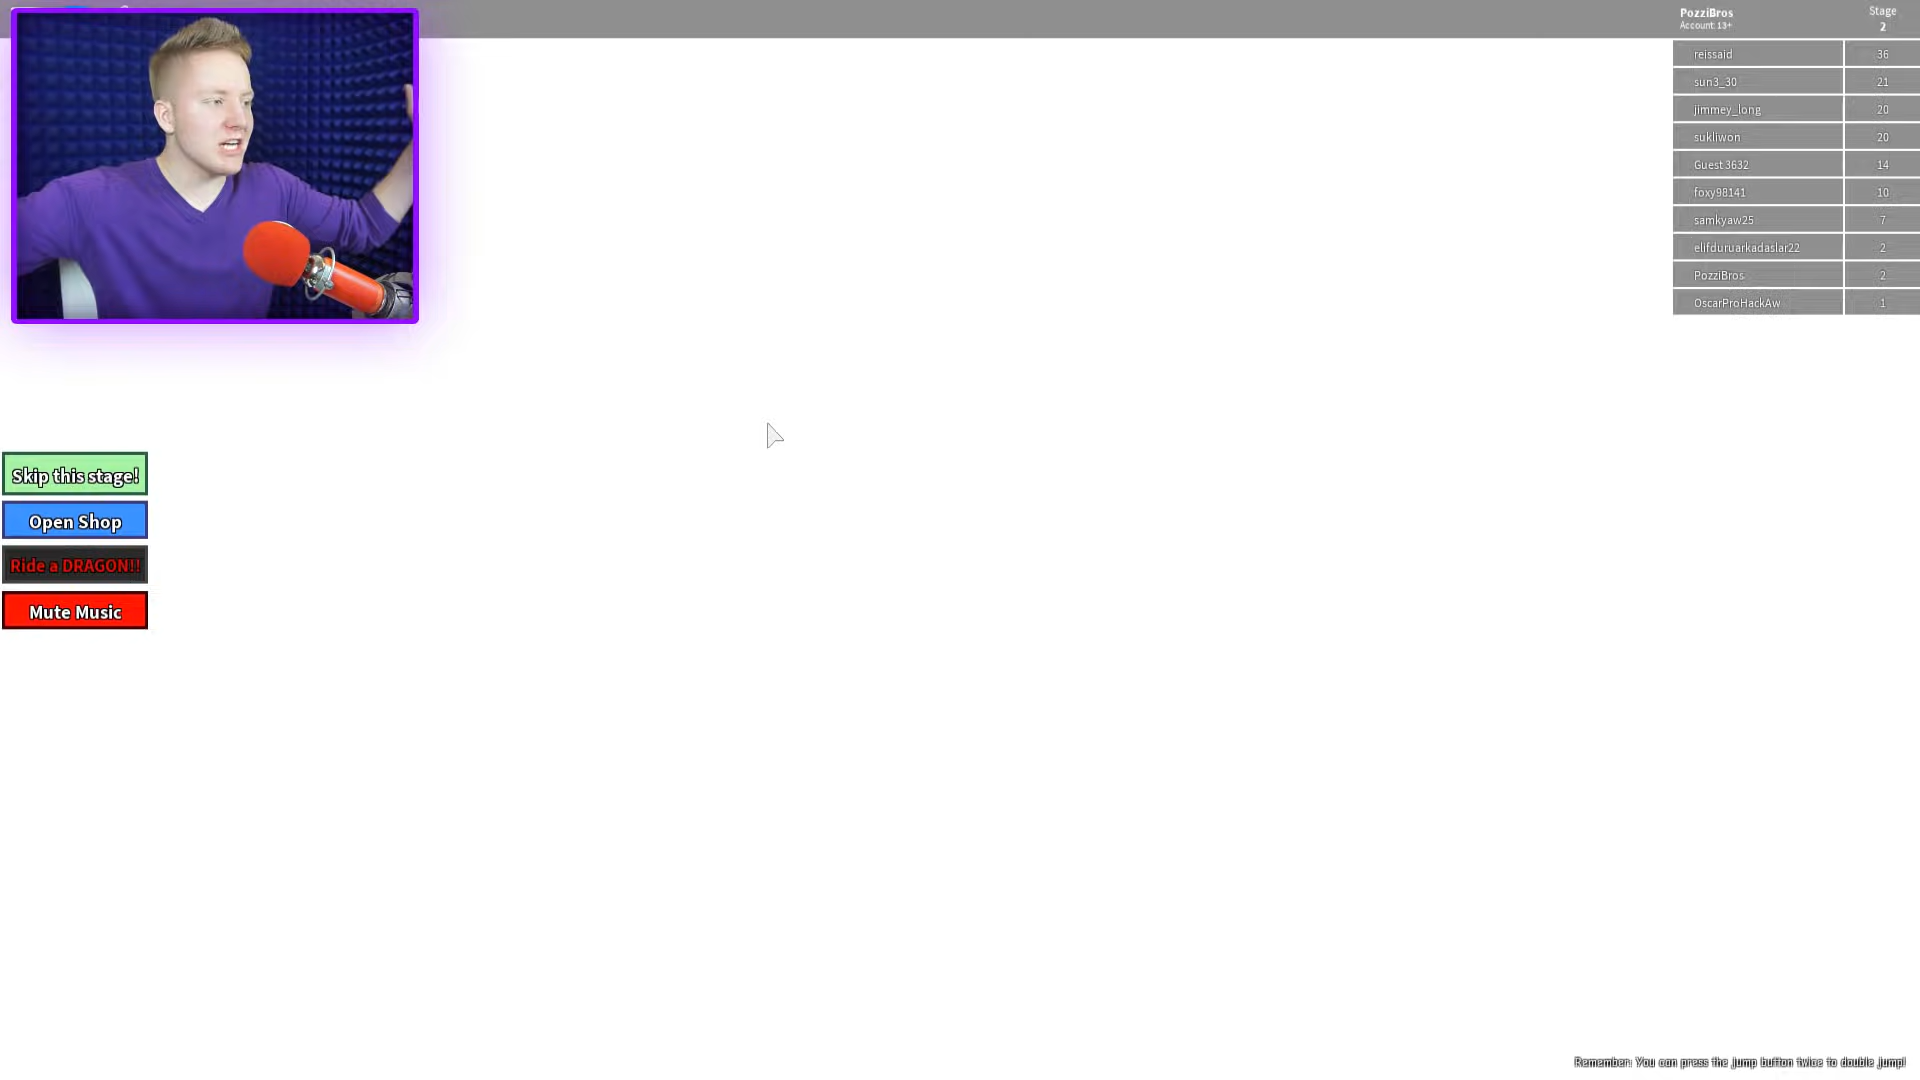 PozziBros
Account: 13+
Stage
2
reissaid 36
sun3_30 21
jimmey_long 20
sukliwon 20
Guest 3632 14
foxy98141 10
samkyaw25 7
elifduruarkadaslar22 2
PozziBros 2
OscarProHackAw 1
Skip this stage!
Open Shop
Ride a DRAGON!!
Mute Music
Remember: You can press the jump button twice to double jump!